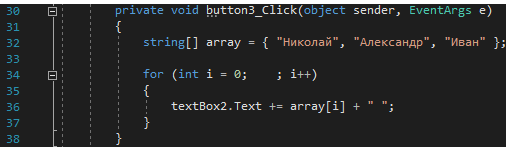 30 private void button3_Click(object sender, EventArgs e)
31 {
32 string[] array = { "Николай", "Александр", "Иван" };
33
34 for (int i = 0;    ; i++)
35 {
36 textBox2.Text += array[i] + " ";
37 }
38 }